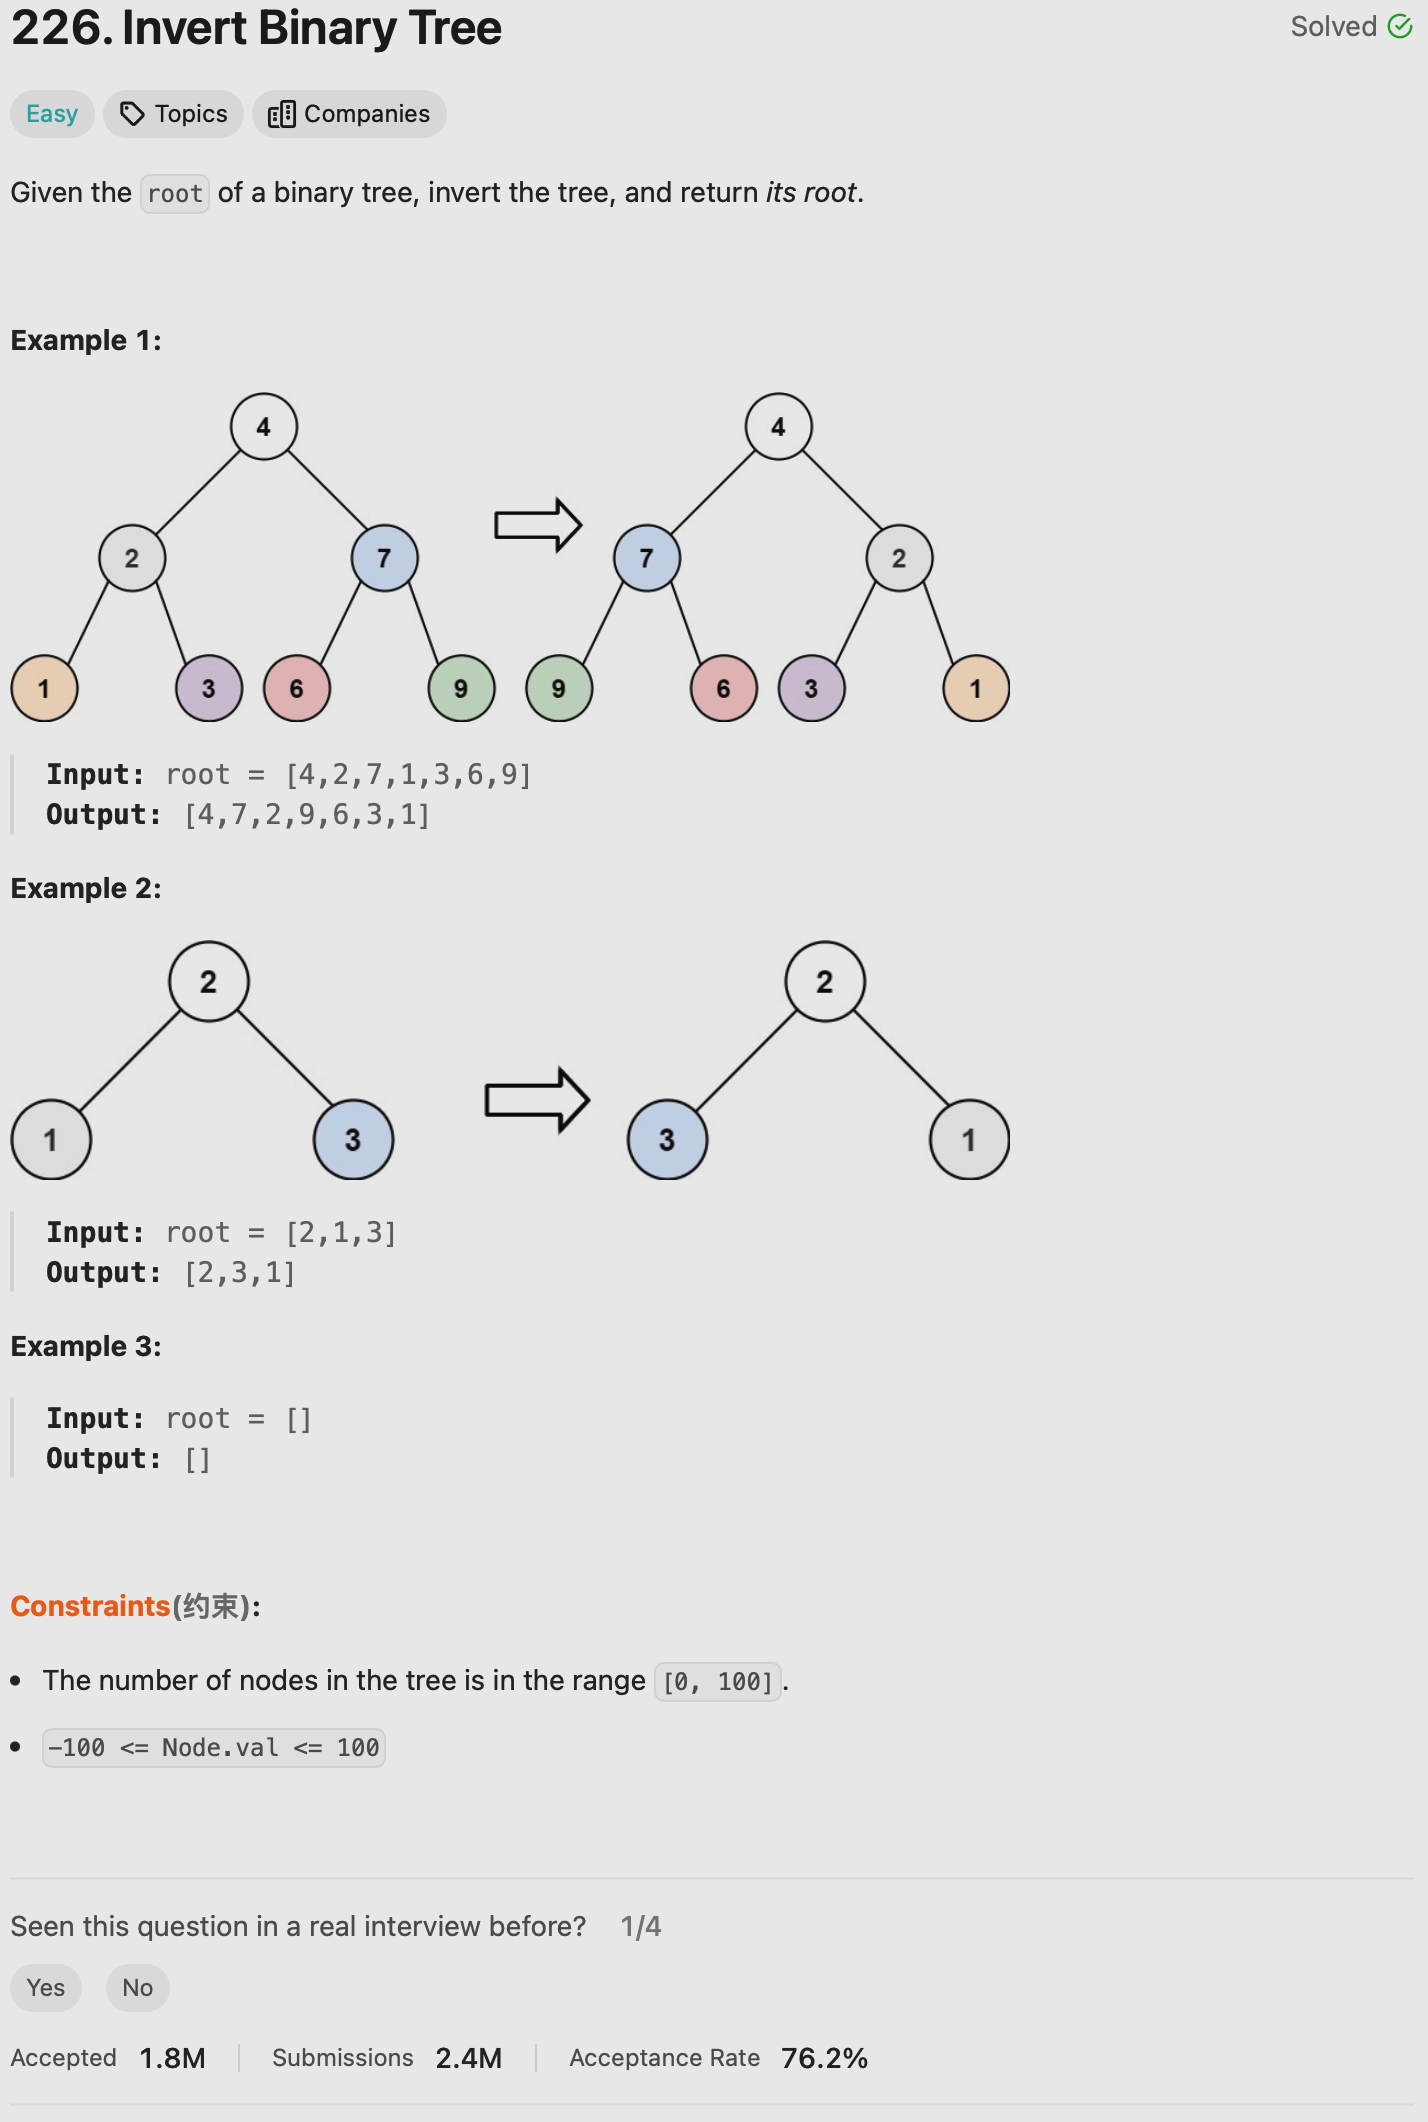 226. Invert Binary Tree
Solved
Easy Topics Companies
Given the root of a binary tree, invert the tree, and return its root.
Example 1:
4 4
2 7 7 2
1 3 6 9 9 6 3 1
Input: root = [4,2,7,1,3,6,9]
Output: [4,7,2,9,6,3,1]
Example 2:
2 2
1 3 3 1
Input: root = [2,1,3]
Output: [2,3,1]
Example 3:
Input: root = []
Output: []
Constraints(约束):
• The number of nodes in the tree is in the range [0, 100].
• -100 <= Node.val <= 100
Seen this question in a real interview before? 1/4
Yes No
Accepted 1.8M Submissions 2.4M Acceptance Rate 76.2%